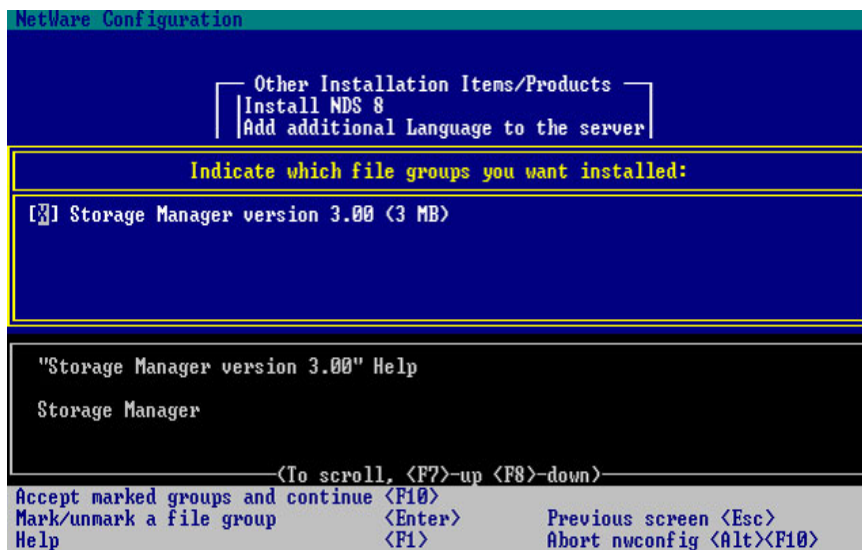 NetWare Configuration
Other Installation Items/Products
Install NDS 8
Add additional Language to the server
Indicate which file groups you want installed:
[X] Storage Manager version 3.00 (3 MB)
"Storage Manager version 3.00" Help
Storage Manager
(To scroll, <F7>-up <F8>-down)
Accept marked groups and continue <F10>
Mark/unmark a file group <Enter> Previous screen <Esc>
Help <F1> Abort nwconfig <Alt><F10>